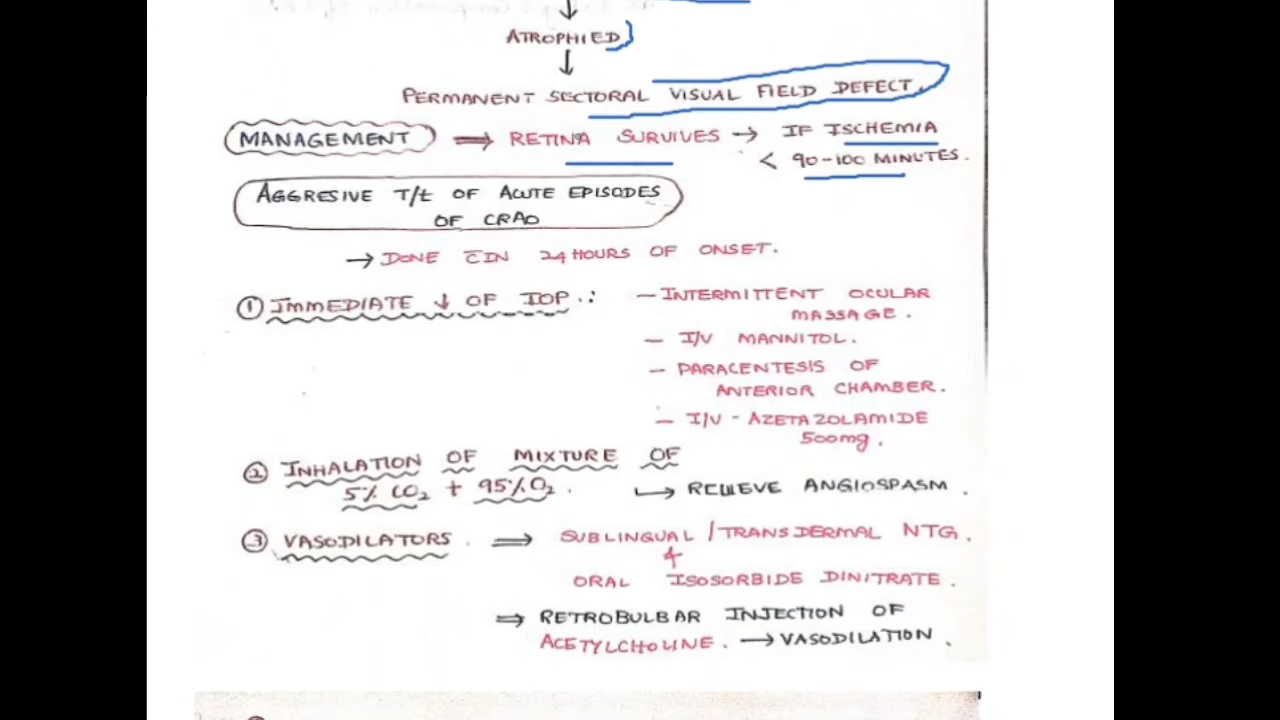 ↓
ATROPHIED
↓
PERMANENT SECTORAL VISUAL FIELD DEFECT.
MANAGEMENT ⇒ RETINA SURVIVES → IF ISCHEMIA
< 90-100 MINUTES.
AGGRESIVE T/t OF ACUTE EPISODES
OF CRAO
→ DONE C̅IN 24 HOURS OF ONSET.
① IMMEDIATE ↓ OF IOP.: – INTERMITTENT OCULAR
MASSAGE.
– I/V MANNITOL.
– PARACENTESIS OF
ANTERIOR CHAMBER.
– I/V - AZETAZOLAMIDE
500mg.
② INHALATION OF MIXTURE OF
5% CO₂ + 95% O₂. ↳ RELIEVE ANGIOSPASM.
③ VASODILATORS. ⇒ SUBLINGUAL / TRANSDERMAL NTG.
&
ORAL ISOSORBIDE DINITRATE.
⇒ RETROBULBAR INJECTION OF
ACETYLCHOLINE. → VASODILATION.